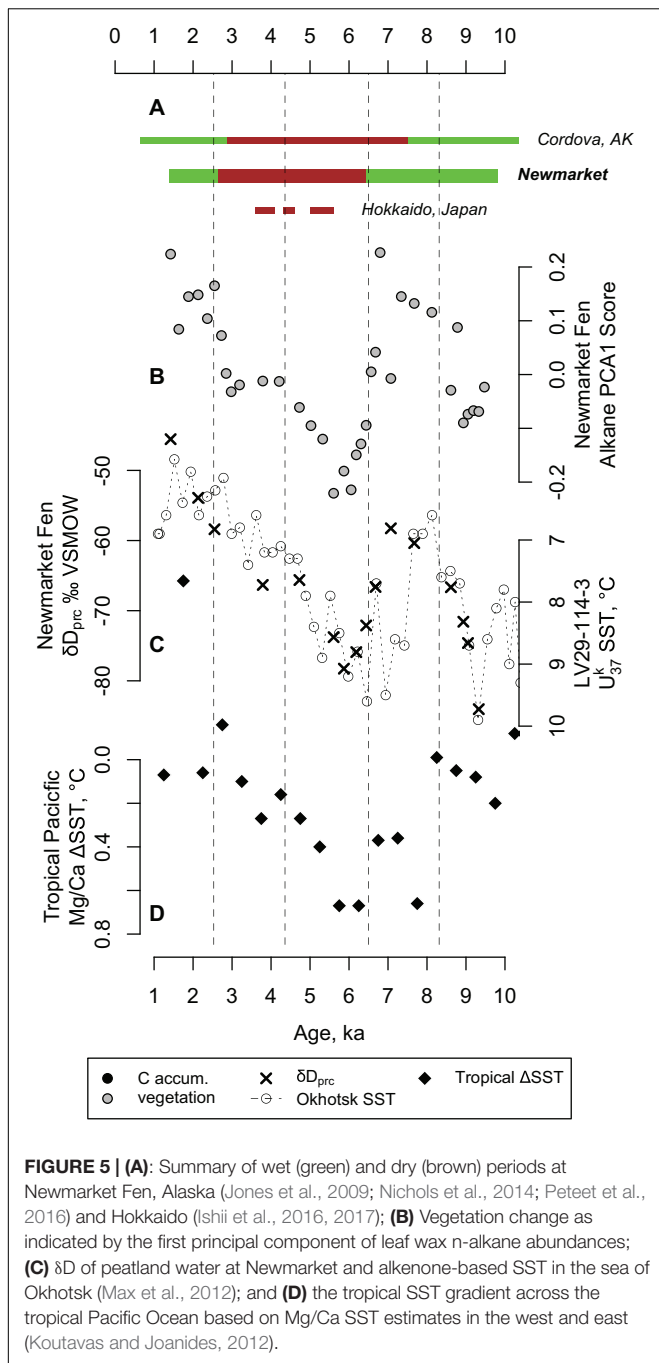 0 1 2 3 4 5 6 7 8 9 10
A
Cordova, AK
Newmarket
Hokkaido, Japan
B
0.2
0.1
0.0
-0.2
Newmarket Fen
Alkane PCA1 Score
-50
-60
-70
-80
Newmarket Fen
δDprc ‰ VSMOW
C
7
8
9
10
LV29-114-3
U37k SST, °C
0.0
0.4
0.8
Tropical Pacicfic
Mg/Ca ΔSST, °C
D
1 2 3 4 5 6 7 8 9 10
Age, ka
C accum. δDprc Tropical ΔSST
vegetation Okhotsk SST
FIGURE 5 | (A): Summary of wet (green) and dry (brown) periods at
Newmarket Fen, Alaska (Jones et al., 2009; Nichols et al., 2014; Peteet et al.,
2016) and Hokkaido (Ishii et al., 2016, 2017); (B) Vegetation change as
indicated by the first principal component of leaf wax n-alkane abundances;
(C) δD of peatland water at Newmarket and alkenone-based SST in the sea of
Okhotsk (Max et al., 2012); and (D) the tropical SST gradient across the
tropical Pacific Ocean based on Mg/Ca SST estimates in the west and east
(Koutavas and Joanides, 2012).